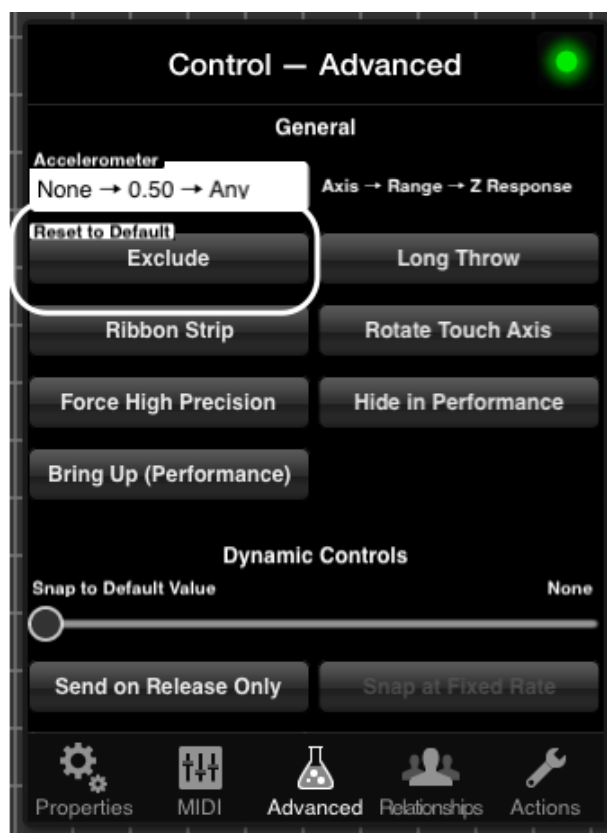 Control — Advanced
General
Accelerometer
None → 0.50 → Any
Axis → Range → Z Response
Reset to Default
Exclude
Long Throw
Ribbon Strip
Rotate Touch Axis
Force High Precision
Hide in Performance
Bring Up (Performance)
Dynamic Controls
Snap to Default Value
None
Send on Release Only
Snap at Fixed Rate
Properties
MIDI
Advanced
Relationships
Actions